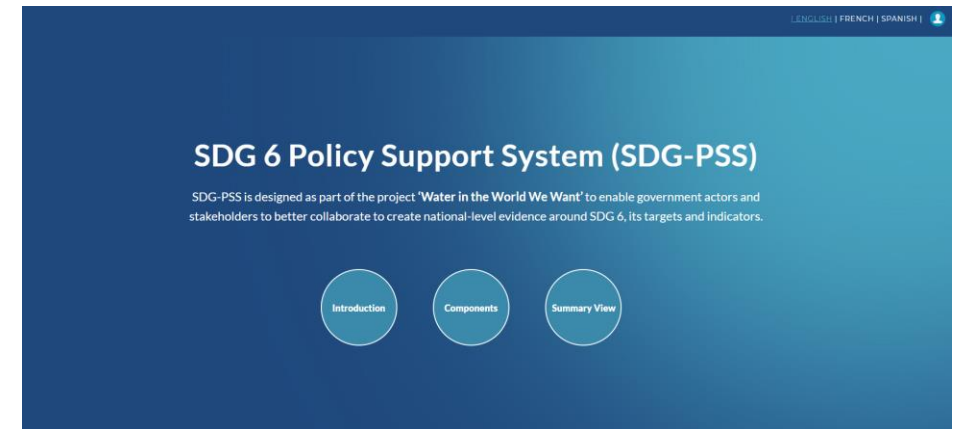 | ENGLISH | FRENCH | SPANISH |
SDG 6 Policy Support System (SDG-PSS)
SDG-PSS is designed as part of the project 'Water in the World We Want' to enable government actors and
stakeholders to better collaborate to create national-level evidence around SDG 6, its targets and indicators.
Introduction
Components
Summary View